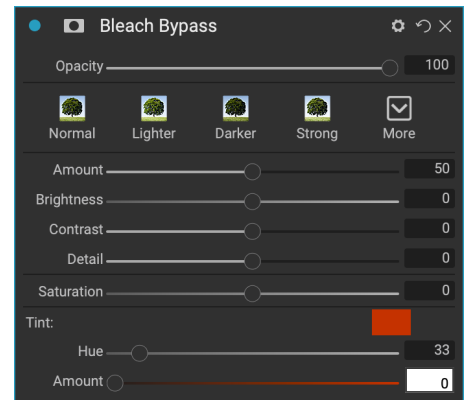 Bleach Bypass
Opacity 100
Normal Lighter Darker Strong More
Amount 50
Brightness 0
Contrast 0
Detail 0
Saturation 0
Tint:
Hue 33
Amount 0